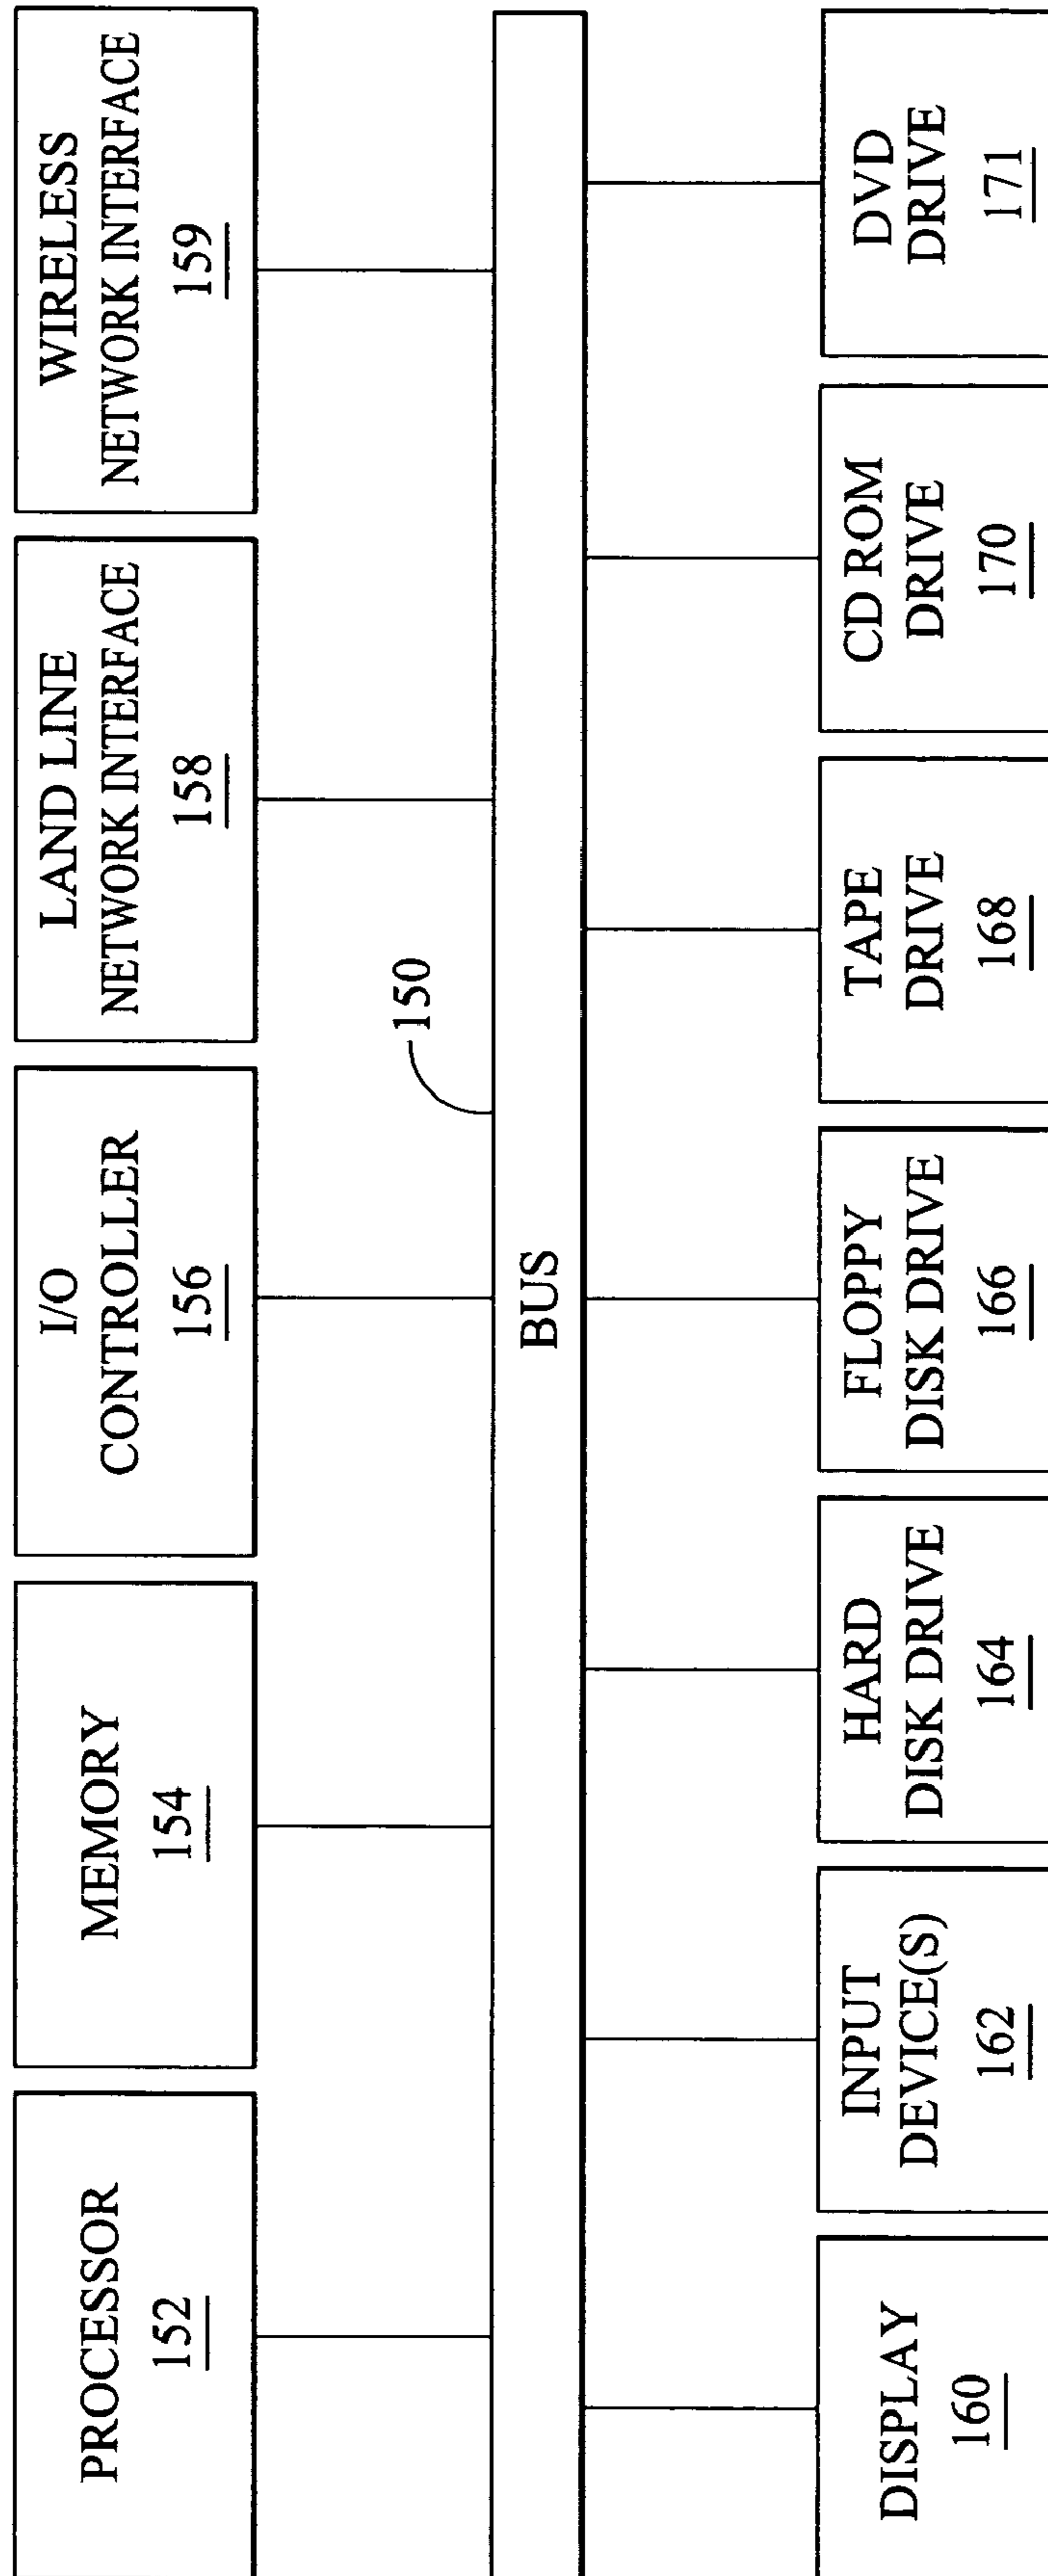 PROCESSOR
152
MEMORY
154
I/O
CONTROLLER
156
LAND LINE
NETWORK INTERFACE
158
WIRELESS
NETWORK INTERFACE
159
150
BUS
DISPLAY
160
INPUT
DEVICE(S)
162
HARD
DISK DRIVE
164
FLOPPY
DISK DRIVE
166
TAPE
DRIVE
168
CD ROM
DRIVE
170
DVD
DRIVE
171